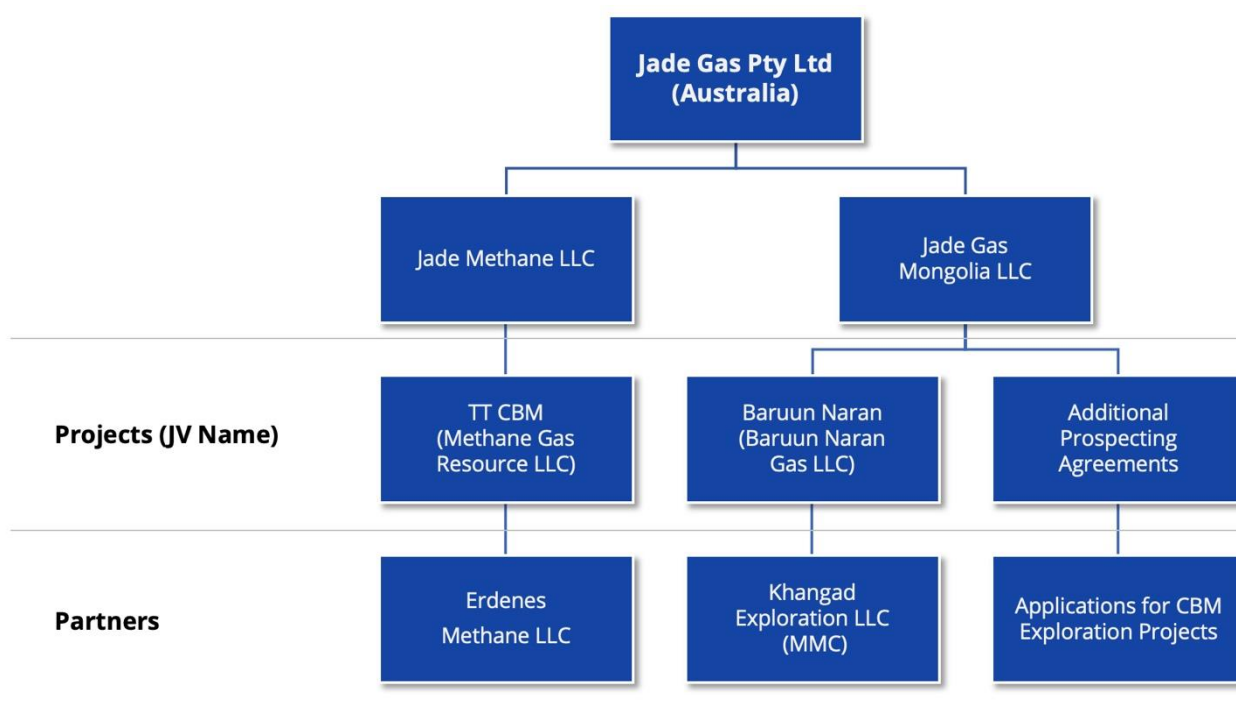 Jade Gas Pty Ltd
(Australia)
Jade Methane LLC
Jade Gas
Mongolia LLC
Projects (JV Name)
TT CBM
(Methane Gas
Resource LLC)
Baruun Naran
(Baruun Naran
Gas LLC)
Additional
Prospecting
Agreements
Partners
Erdenes
Methane LLC
Khangad
Exploration LLC
(MMC)
Applications for CBM
Exploration Projects